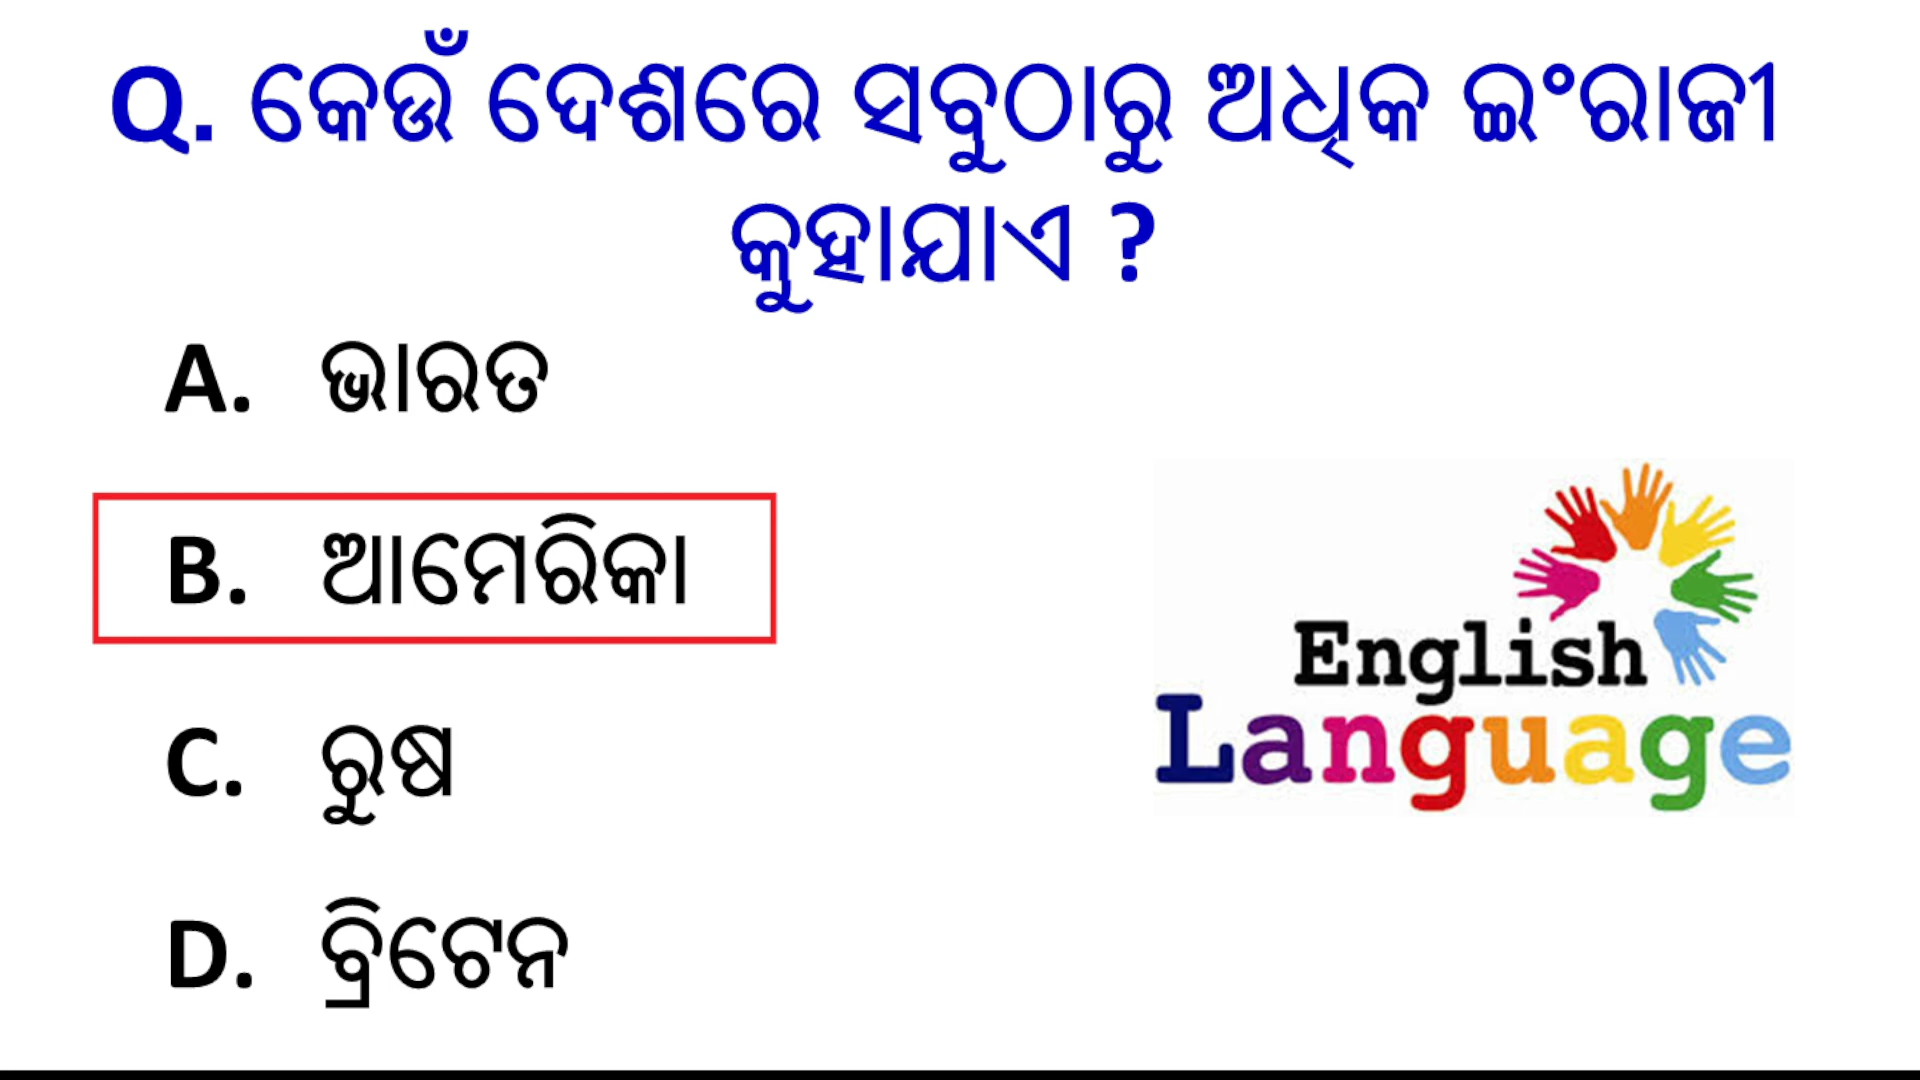 Q. କେଉଁ ଦେଶରେ ସବୁଠାରୁ ଅଧିକ ଇଂରାଜୀ
କୁହାଯାଏ ?
A. ଭାରତ
B. ଆମେରିକା
C. ରୁଷ
D. ବ୍ରିଟେନ
English
Language